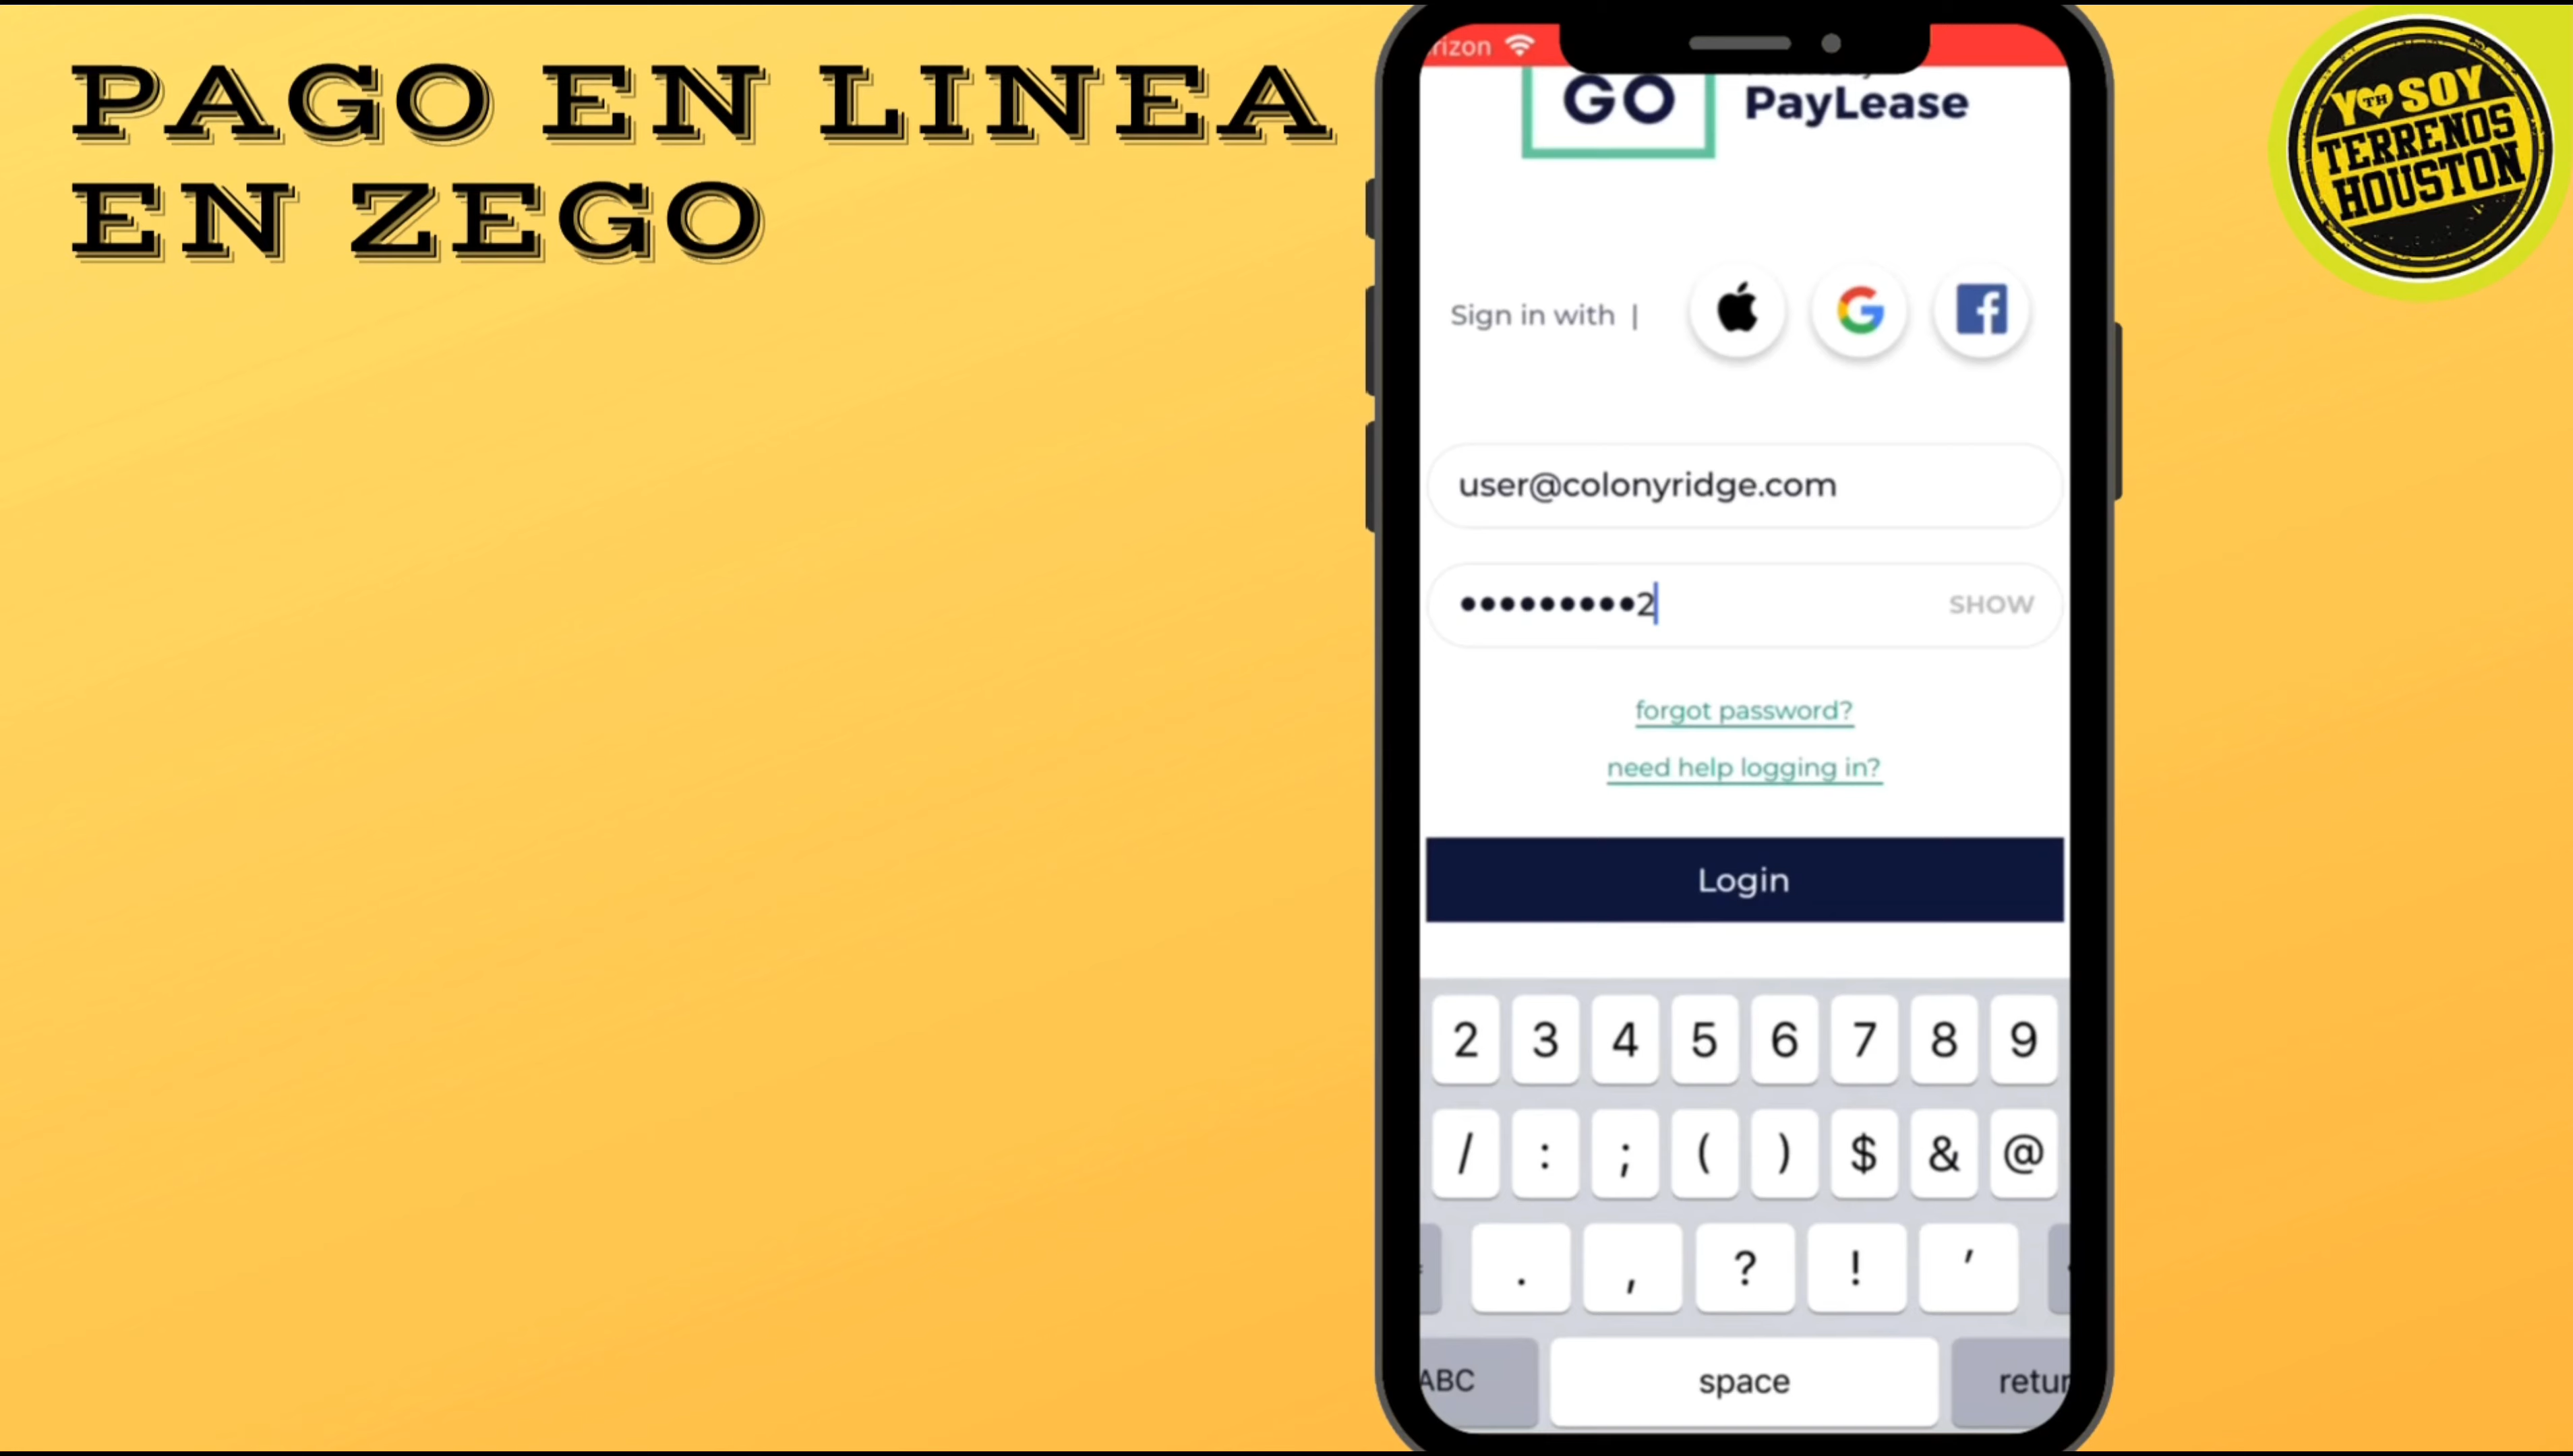 PAGO EN LINEA
EN ZEGO
YO SOY
TH
TERRENOS
HOUSTON
rizon
GO
PayLease
Sign in with |
user@colonyridge.com
•••••••••2
SHOW
forgot password?
need help logging in?
Login
2 3 4 5 6 7 8 9
/ : ; ( ) $ & @
. , ? ! ′
ABC space retur